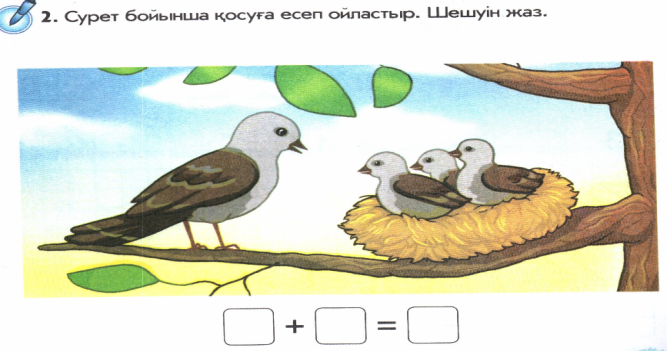 2. Сурет бойынша қосуға есеп ойластыр. Шешуін жаз.
+ =